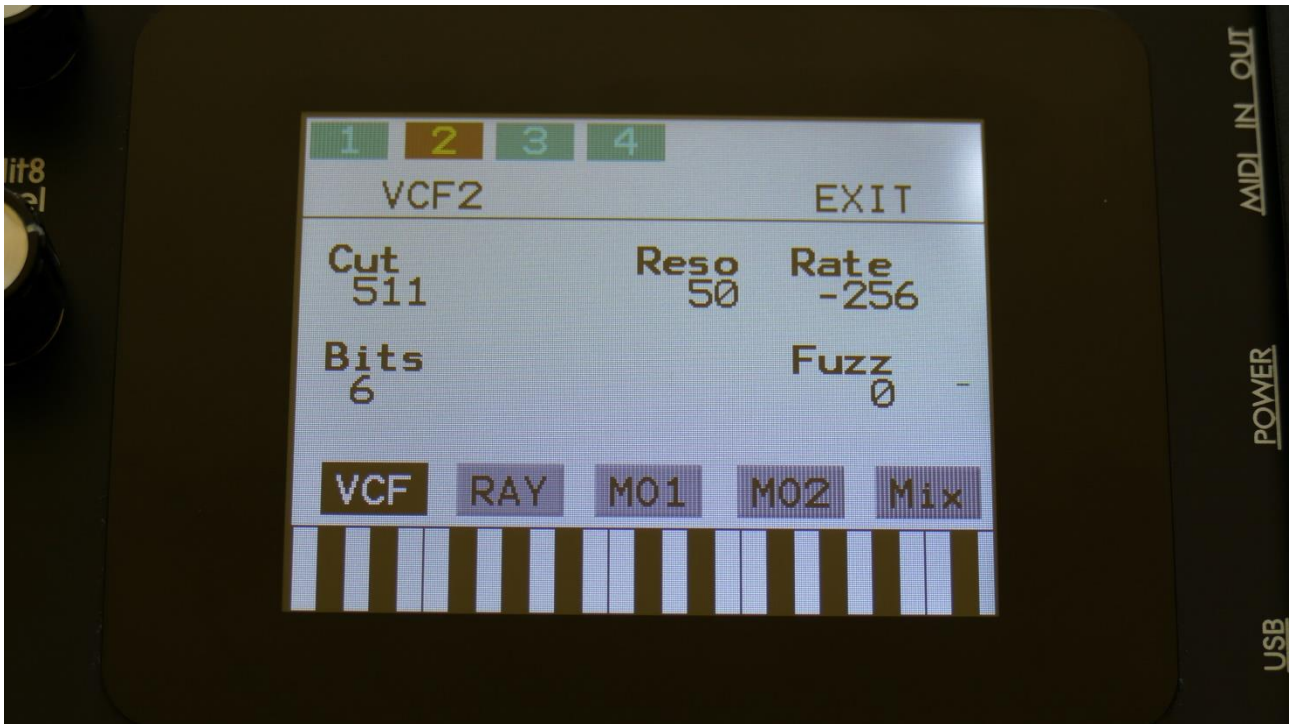 1 2 3 4
VCF2 EXIT
Cut Reso Rate
511 50 -256
Bits Fuzz
6 0 -
VCF RAY MO1 MO2 Mix
MIDI IN OUT
POWER
USB